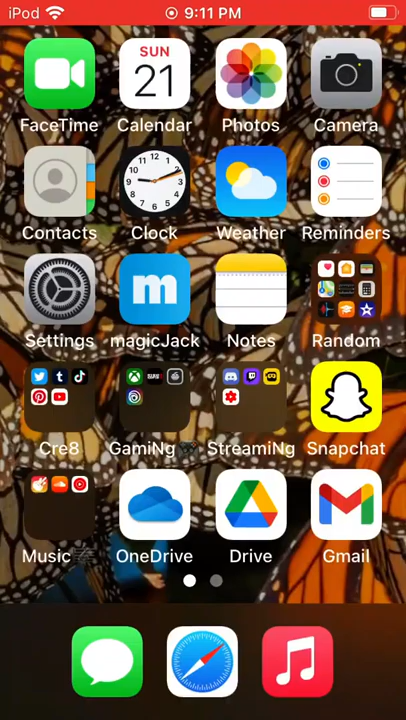 iPod 9:11 PM
SUN
21
FaceTime Calendar Photos Camera
Contacts Clock Weather Reminders
m
Settings magicJack Notes Random
Cre8 GamiNg StreamiNg Snapchat
Music OneDrive Drive Gmail